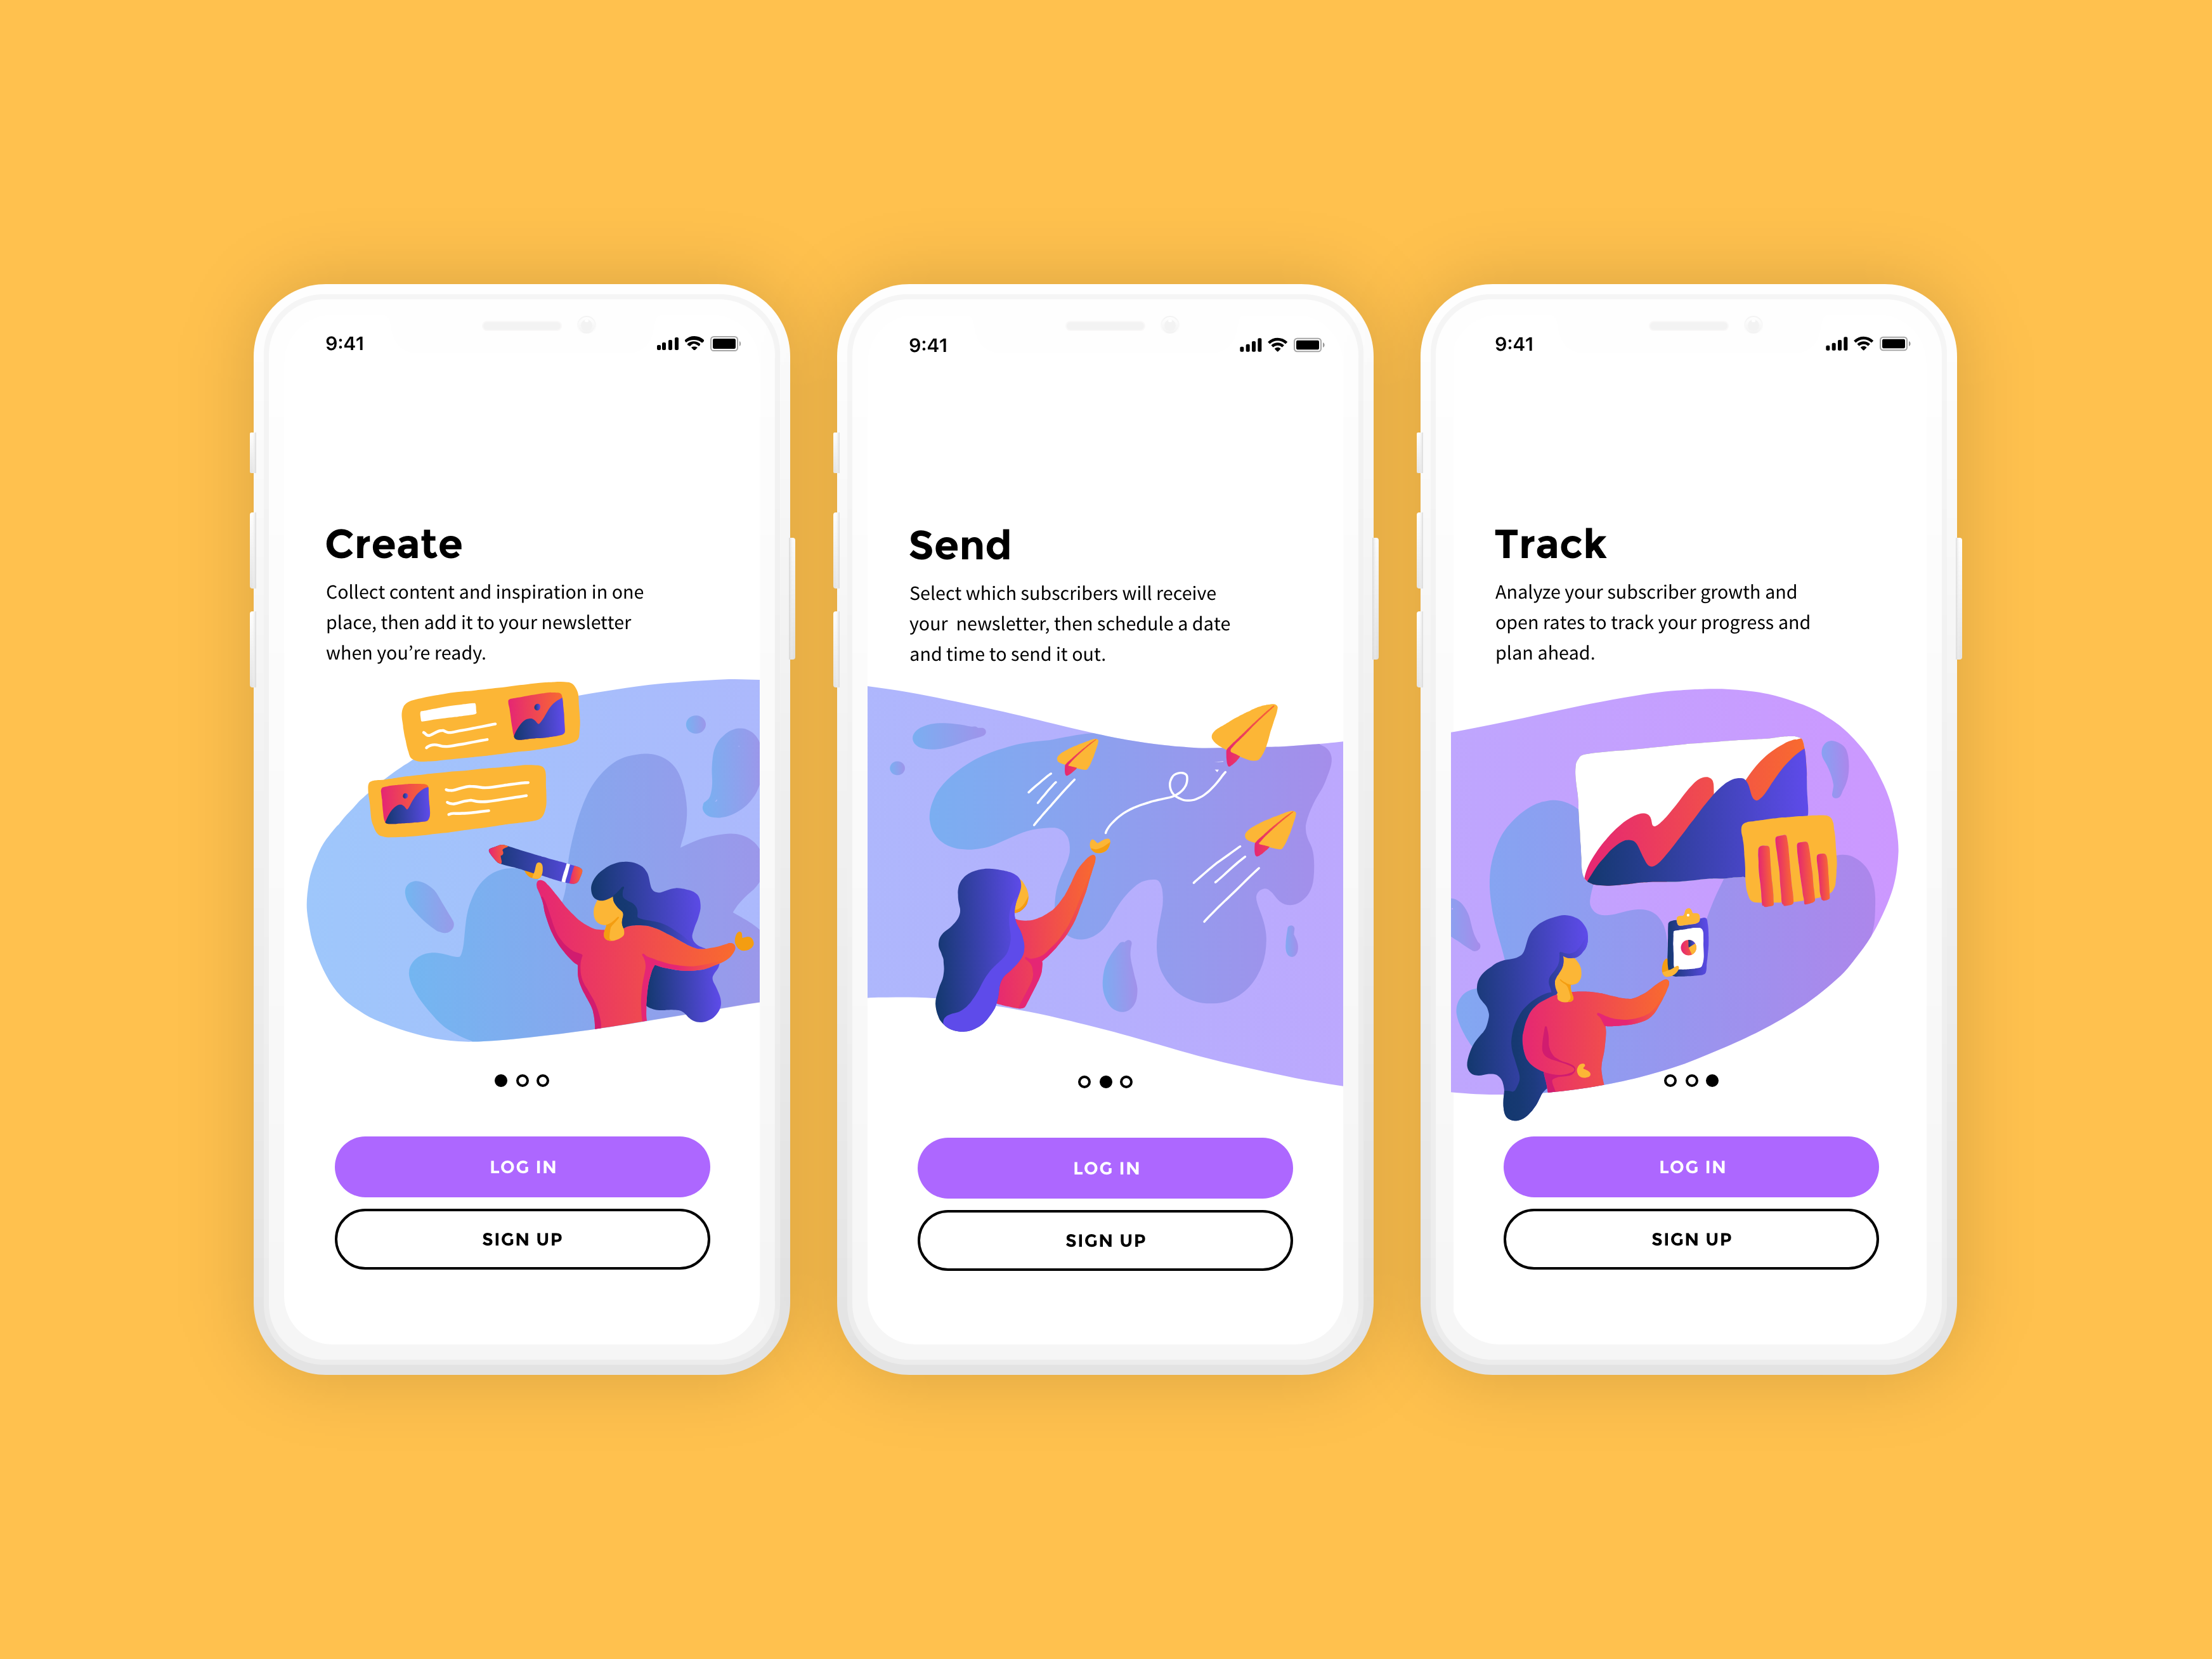 9:41
Create
Collect content and inspiration in one
place, then add it to your newsletter
when you’re ready.
LOG IN
SIGN UP
9:41
Send
Select which subscribers will receive
your  newsletter, then schedule a date
and time to send it out.
LOG IN
SIGN UP
9:41
Track
Analyze your subscriber growth and
open rates to track your progress and
plan ahead.
LOG IN
SIGN UP